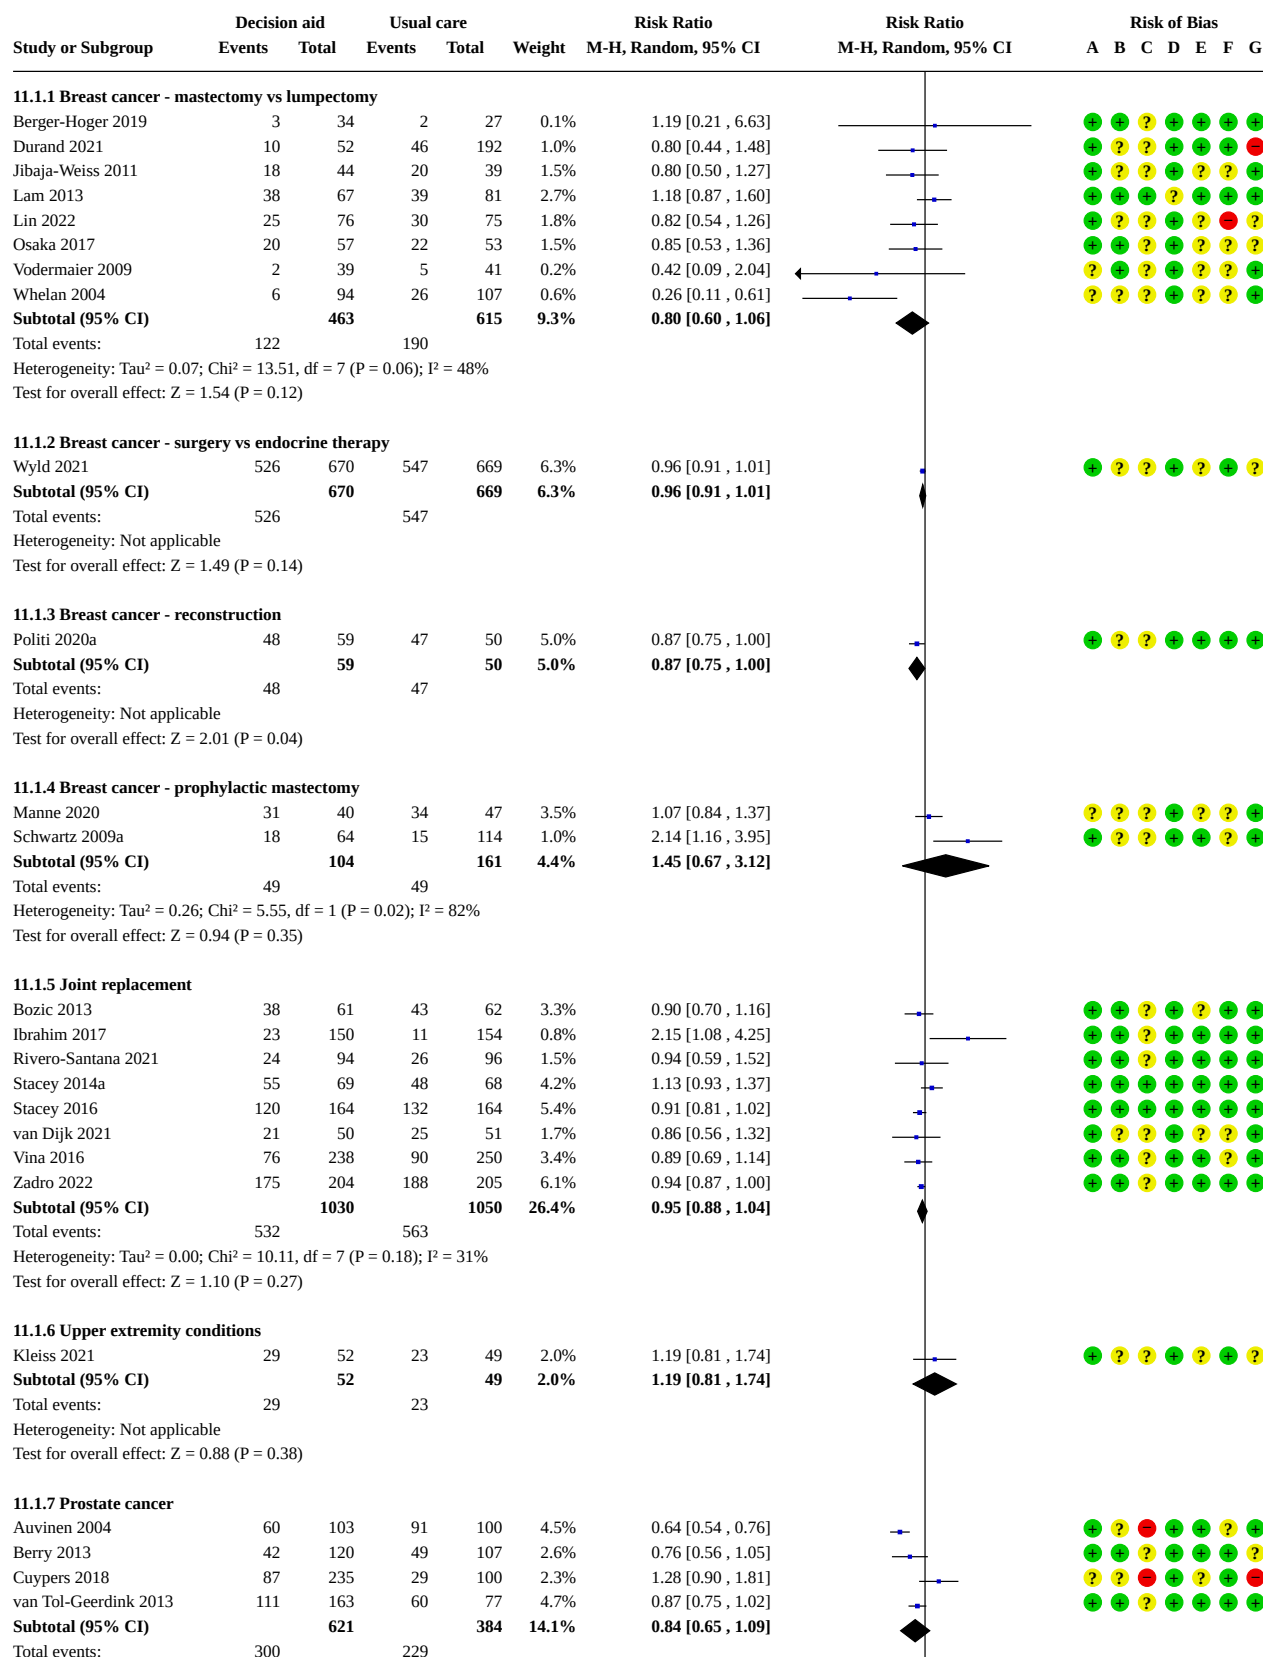 Decision aid Usual care Risk Ratio Risk Ratio Risk of Bias
Study or Subgroup Events Total Events Total Weight M-H, Random, 95% CI M-H, Random, 95% CI A B C D E F G
11.1.1 Breast cancer - mastectomy vs lumpectomy
Berger-Hoger 2019 3 34 2 27 0.1% 1.19 [0.21 , 6.63] + + ? + + + +
Durand 2021 10 52 46 192 1.0% 0.80 [0.44 , 1.48] + ? ? + + + −
Jibaja-Weiss 2011 18 44 20 39 1.5% 0.80 [0.50 , 1.27] + ? ? + ? ? +
Lam 2013 38 67 39 81 2.7% 1.18 [0.87 , 1.60] + + + ? + + +
Lin 2022 25 76 30 75 1.8% 0.82 [0.54 , 1.26] + ? ? + ? − ?
Osaka 2017 20 57 22 53 1.5% 0.85 [0.53 , 1.36] + + ? + ? ? ?
Vodermaier 2009 2 39 5 41 0.2% 0.42 [0.09 , 2.04] ? + ? + ? ? +
Whelan 2004 6 94 26 107 0.6% 0.26 [0.11 , 0.61] ? ? ? + ? ? +
Subtotal (95% CI) 463 615 9.3% 0.80 [0.60 , 1.06]
Total events: 122 190
Heterogeneity: Tau² = 0.07; Chi² = 13.51, df = 7 (P = 0.06); I² = 48%
Test for overall effect: Z = 1.54 (P = 0.12)
11.1.2 Breast cancer - surgery vs endocrine therapy
Wyld 2021 526 670 547 669 6.3% 0.96 [0.91 , 1.01] + ? ? + ? + ?
Subtotal (95% CI) 670 669 6.3% 0.96 [0.91 , 1.01]
Total events: 526 547
Heterogeneity: Not applicable
Test for overall effect: Z = 1.49 (P = 0.14)
11.1.3 Breast cancer - reconstruction
Politi 2020a 48 59 47 50 5.0% 0.87 [0.75 , 1.00] + ? ? + + + +
Subtotal (95% CI) 59 50 5.0% 0.87 [0.75 , 1.00]
Total events: 48 47
Heterogeneity: Not applicable
Test for overall effect: Z = 2.01 (P = 0.04)
11.1.4 Breast cancer - prophylactic mastectomy
Manne 2020 31 40 34 47 3.5% 1.07 [0.84 , 1.37] ? ? ? + ? ? +
Schwartz 2009a 18 64 15 114 1.0% 2.14 [1.16 , 3.95] + ? ? + + ? +
Subtotal (95% CI) 104 161 4.4% 1.45 [0.67 , 3.12]
Total events: 49 49
Heterogeneity: Tau² = 0.26; Chi² = 5.55, df = 1 (P = 0.02); I² = 82%
Test for overall effect: Z = 0.94 (P = 0.35)
11.1.5 Joint replacement
Bozic 2013 38 61 43 62 3.3% 0.90 [0.70 , 1.16] + + ? + ? + +
Ibrahim 2017 23 150 11 154 0.8% 2.15 [1.08 , 4.25] + + ? + + + +
Rivero-Santana 2021 24 94 26 96 1.5% 0.94 [0.59 , 1.52] + + ? + + + +
Stacey 2014a 55 69 48 68 4.2% 1.13 [0.93 , 1.37] + + + + + + +
Stacey 2016 120 164 132 164 5.4% 0.91 [0.81 , 1.02] + + + + + + +
van Dijk 2021 21 50 25 51 1.7% 0.86 [0.56 , 1.32] + ? ? + ? ? +
Vina 2016 76 238 90 250 3.4% 0.89 [0.69 , 1.14] + + ? + + ? +
Zadro 2022 175 204 188 205 6.1% 0.94 [0.87 , 1.00] + + ? + + + +
Subtotal (95% CI) 1030 1050 26.4% 0.95 [0.88 , 1.04]
Total events: 532 563
Heterogeneity: Tau² = 0.00; Chi² = 10.11, df = 7 (P = 0.18); I² = 31%
Test for overall effect: Z = 1.10 (P = 0.27)
11.1.6 Upper extremity conditions
Kleiss 2021 29 52 23 49 2.0% 1.19 [0.81 , 1.74] + ? ? + ? + ?
Subtotal (95% CI) 52 49 2.0% 1.19 [0.81 , 1.74]
Total events: 29 23
Heterogeneity: Not applicable
Test for overall effect: Z = 0.88 (P = 0.38)
11.1.7 Prostate cancer
Auvinen 2004 60 103 91 100 4.5% 0.64 [0.54 , 0.76] + ? − + + ? +
Berry 2013 42 120 49 107 2.6% 0.76 [0.56 , 1.05] + + ? + + + ?
Cuypers 2018 87 235 29 100 2.3% 1.28 [0.90 , 1.81] ? ? − + ? + −
van Tol-Geerdink 2013 111 163 60 77 4.7% 0.87 [0.75 , 1.02] + + ? + + + +
Subtotal (95% CI) 621 384 14.1% 0.84 [0.65 , 1.09]
Total events: 300 229